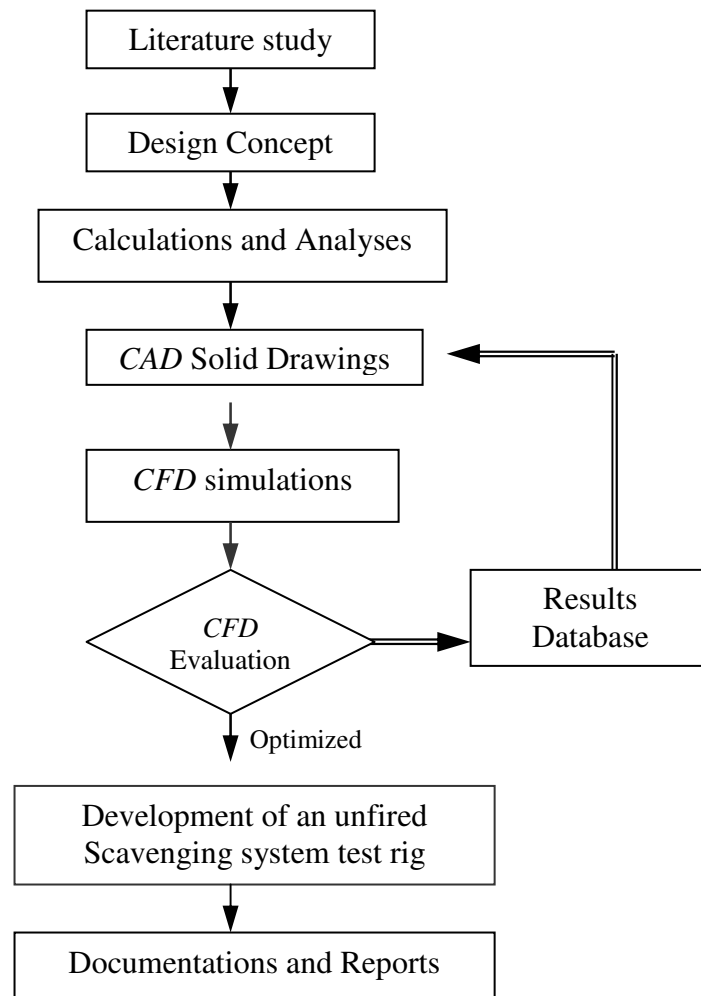 Literature study
Design Concept
Calculations and Analyses
CAD Solid Drawings
CFD simulations
CFD
Evaluation
Results
Database
Optimized
Development of an unfired
Scavenging system test rig
Documentations and Reports